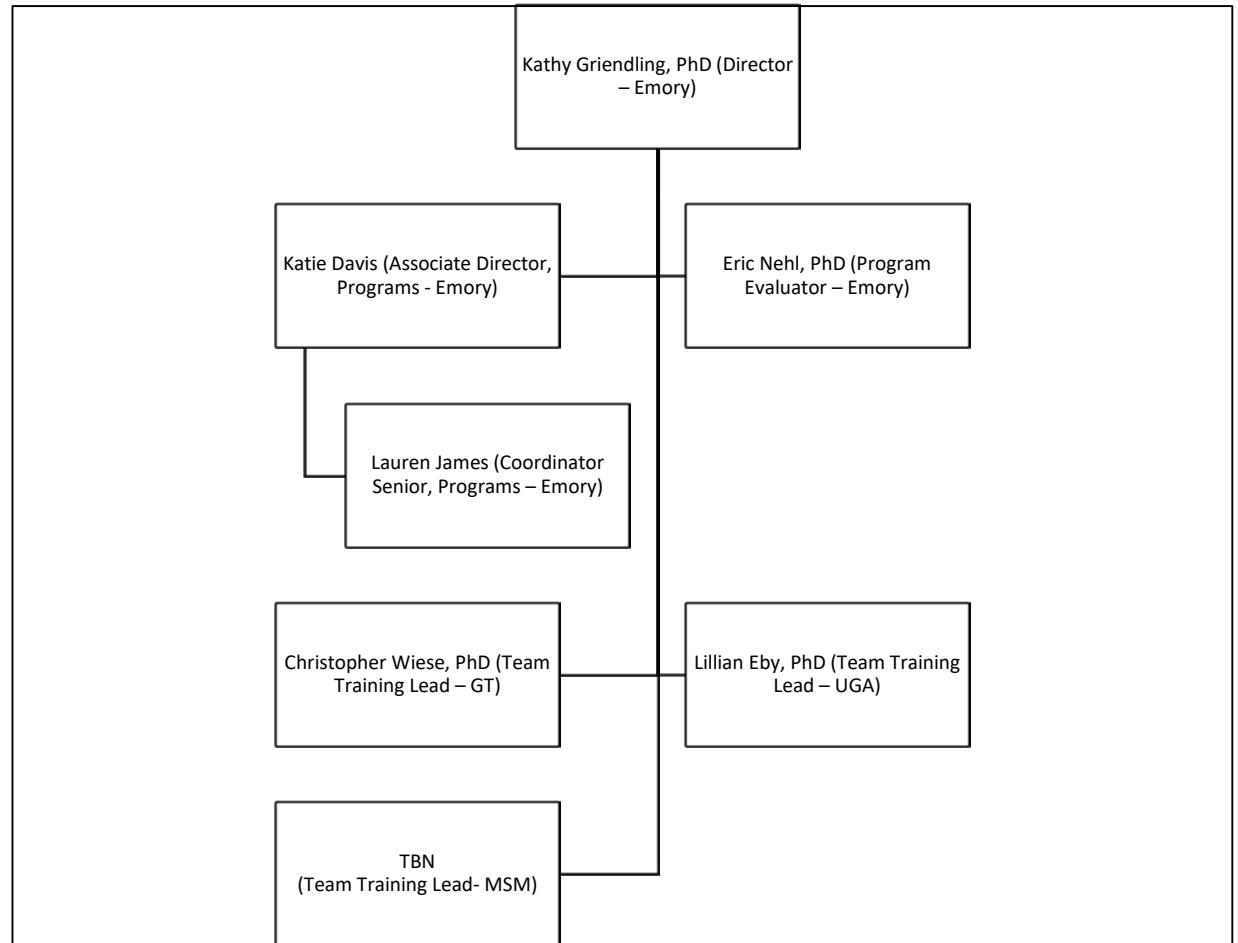 Kathy Griendling, PhD (Director
– Emory)
Katie Davis (Associate Director,
Programs - Emory)
Eric Nehl, PhD (Program
Evaluator – Emory)
Lauren James (Coordinator
Senior, Programs – Emory)
Christopher Wiese, PhD (Team
Training Lead – GT)
Lillian Eby, PhD (Team Training
Lead – UGA)
TBN
(Team Training Lead- MSM)